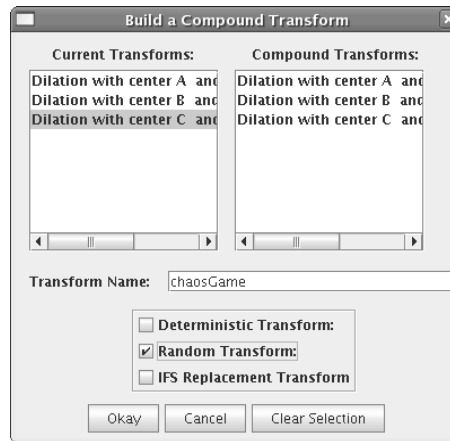 Build a Compound Transform
Current Transforms:
Compound Transforms:
Dilation with center A and
Dilation with center B and
Dilation with center C and
Dilation with center A and
Dilation with center B and
Dilation with center C and
Transform Name:
chaosGame
Deterministic Transform:
Random Transform:
IFS Replacement Transform
Okay
Cancel
Clear Selection